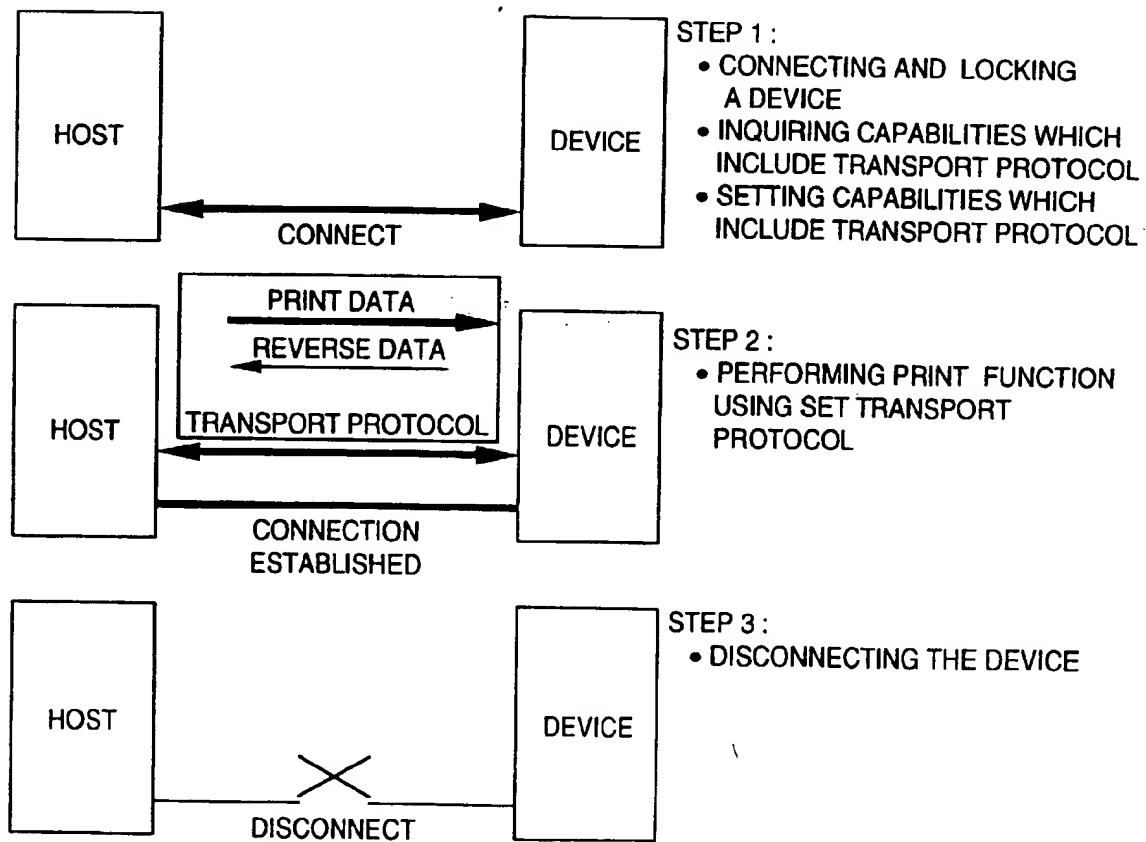 HOST
DEVICE
CONNECT
STEP 1 :
• CONNECTING AND LOCKING
A DEVICE
• INQUIRING CAPABILITIES WHICH
INCLUDE TRANSPORT PROTOCOL
• SETTING CAPABILITIES WHICH
INCLUDE TRANSPORT PROTOCOL
PRINT DATA
REVERSE DATA
TRANSPORT PROTOCOL
HOST
DEVICE
CONNECTION
ESTABLISHED
STEP 2 :
• PERFORMING PRINT FUNCTION
USING SET TRANSPORT
PROTOCOL
HOST
DEVICE
DISCONNECT
STEP 3 :
• DISCONNECTING THE DEVICE